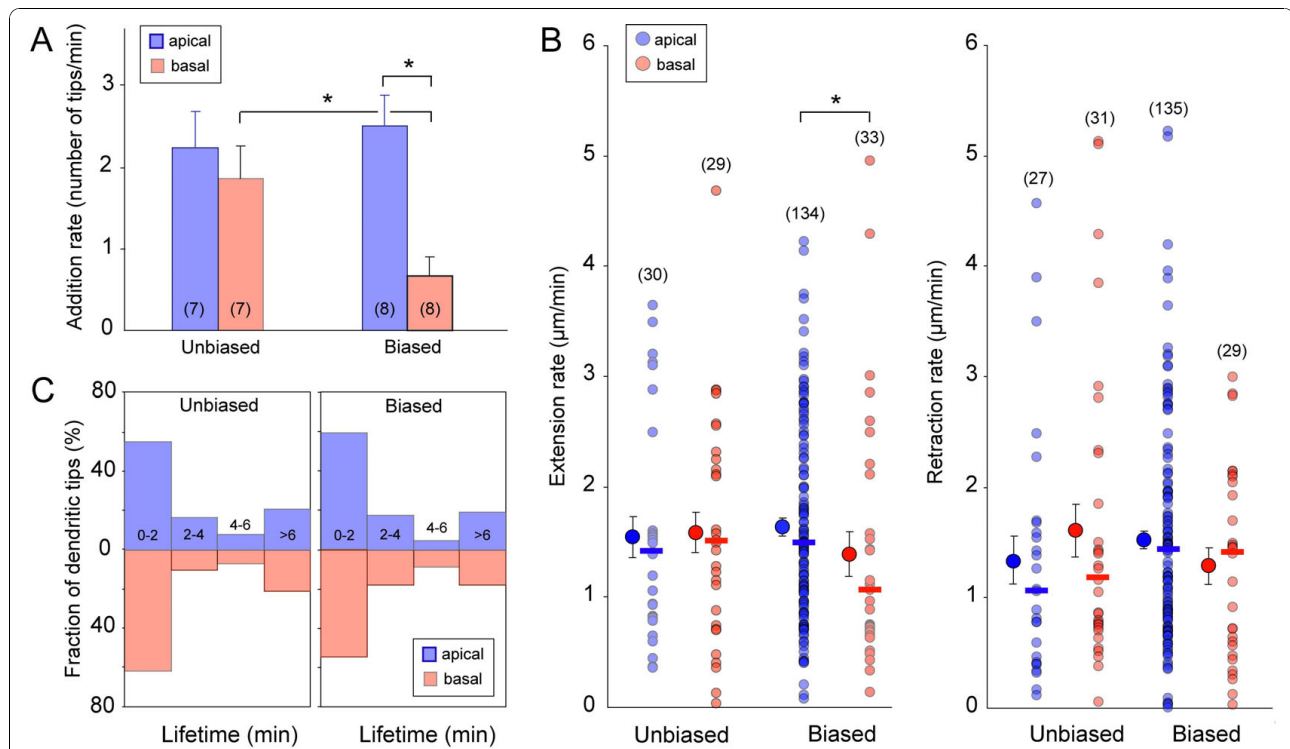 A
apical
basal
Addition rate (number of tips/min)
3
2
1
0
*
*
(7)
(7)
(8)
(8)
Unbiased
Biased
B
apical
basal
Extension rate (µm/min)
6
5
4
3
2
1
0
(30)
(29)
(134)
*
(33)
Unbiased
Biased
Retraction rate (µm/min)
6
5
4
3
2
1
0
(27)
(31)
(135)
(29)
Unbiased
Biased
C
Fraction of dendritic tips (%)
80
40
0
40
80
Unbiased
0-2
2-4
4-6
>6
Biased
0-2
2-4
4-6
>6
apical
basal
Lifetime (min)
Lifetime (min)